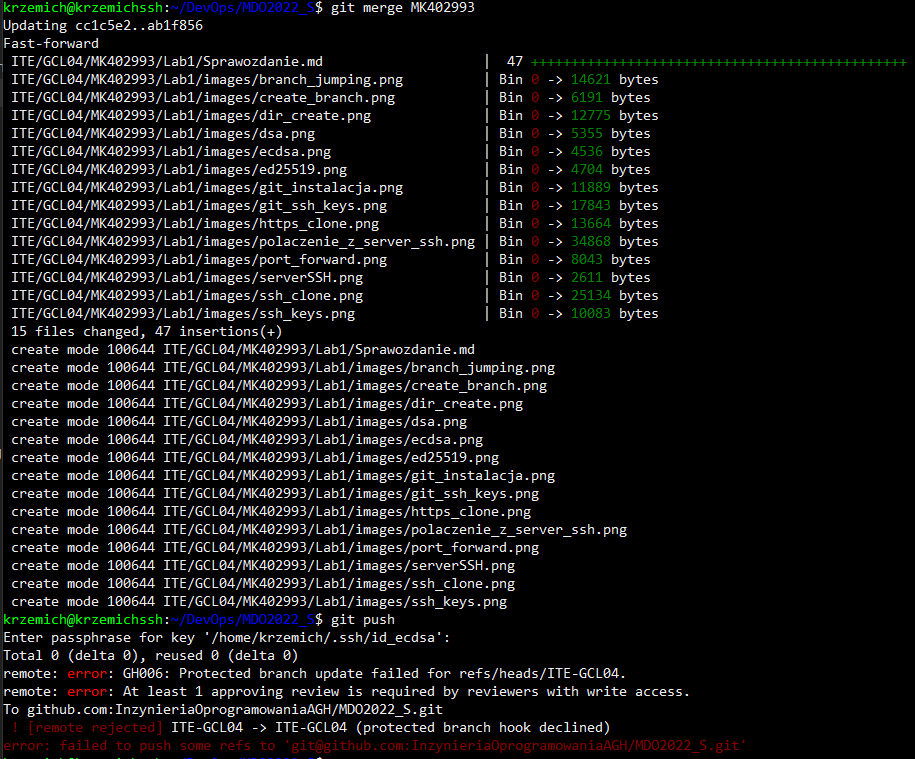 krzemich@krzemichssh:~/DevOps/MDO2022_S$ git merge MK402993
Updating cc1c5e2..ab1f856
Fast-forward
 ITE/GCL04/MK402993/Lab1/Sprawozdanie.md                    |  47 +++++++++++++++++++++++++++++++++++++++++++++++
 ITE/GCL04/MK402993/Lab1/images/branch_jumping.png          | Bin 0 -> 14621 bytes
 ITE/GCL04/MK402993/Lab1/images/create_branch.png           | Bin 0 -> 6191 bytes
 ITE/GCL04/MK402993/Lab1/images/dir_create.png              | Bin 0 -> 12775 bytes
 ITE/GCL04/MK402993/Lab1/images/dsa.png                     | Bin 0 -> 5355 bytes
 ITE/GCL04/MK402993/Lab1/images/ecdsa.png                   | Bin 0 -> 4536 bytes
 ITE/GCL04/MK402993/Lab1/images/ed25519.png                 | Bin 0 -> 4704 bytes
 ITE/GCL04/MK402993/Lab1/images/git_instalacja.png          | Bin 0 -> 11889 bytes
 ITE/GCL04/MK402993/Lab1/images/git_ssh_keys.png            | Bin 0 -> 17843 bytes
 ITE/GCL04/MK402993/Lab1/images/https_clone.png             | Bin 0 -> 13664 bytes
 ITE/GCL04/MK402993/Lab1/images/polaczenie_z_server_ssh.png | Bin 0 -> 34868 bytes
 ITE/GCL04/MK402993/Lab1/images/port_forward.png            | Bin 0 -> 8043 bytes
 ITE/GCL04/MK402993/Lab1/images/serverSSH.png               | Bin 0 -> 2611 bytes
 ITE/GCL04/MK402993/Lab1/images/ssh_clone.png               | Bin 0 -> 25134 bytes
 ITE/GCL04/MK402993/Lab1/images/ssh_keys.png                | Bin 0 -> 10083 bytes
 15 files changed, 47 insertions(+)
 create mode 100644 ITE/GCL04/MK402993/Lab1/Sprawozdanie.md
 create mode 100644 ITE/GCL04/MK402993/Lab1/images/branch_jumping.png
 create mode 100644 ITE/GCL04/MK402993/Lab1/images/create_branch.png
 create mode 100644 ITE/GCL04/MK402993/Lab1/images/dir_create.png
 create mode 100644 ITE/GCL04/MK402993/Lab1/images/dsa.png
 create mode 100644 ITE/GCL04/MK402993/Lab1/images/ecdsa.png
 create mode 100644 ITE/GCL04/MK402993/Lab1/images/ed25519.png
 create mode 100644 ITE/GCL04/MK402993/Lab1/images/git_instalacja.png
 create mode 100644 ITE/GCL04/MK402993/Lab1/images/git_ssh_keys.png
 create mode 100644 ITE/GCL04/MK402993/Lab1/images/https_clone.png
 create mode 100644 ITE/GCL04/MK402993/Lab1/images/polaczenie_z_server_ssh.png
 create mode 100644 ITE/GCL04/MK402993/Lab1/images/port_forward.png
 create mode 100644 ITE/GCL04/MK402993/Lab1/images/serverSSH.png
 create mode 100644 ITE/GCL04/MK402993/Lab1/images/ssh_clone.png
 create mode 100644 ITE/GCL04/MK402993/Lab1/images/ssh_keys.png
krzemich@krzemichssh:~/DevOps/MDO2022_S$ git push
Enter passphrase for key '/home/krzemich/.ssh/id_ecdsa':
Total 0 (delta 0), reused 0 (delta 0)
remote: error: GH006: Protected branch update failed for refs/heads/ITE-GCL04.
remote: error: At least 1 approving review is required by reviewers with write access.
To github.com:InzynieriaOprogramowaniaAGH/MDO2022_S.git
 ! [remote rejected] ITE-GCL04 -> ITE-GCL04 (protected branch hook declined)
error: failed to push some refs to 'git@github.com:InzynieriaOprogramowaniaAGH/MDO2022_S.git'